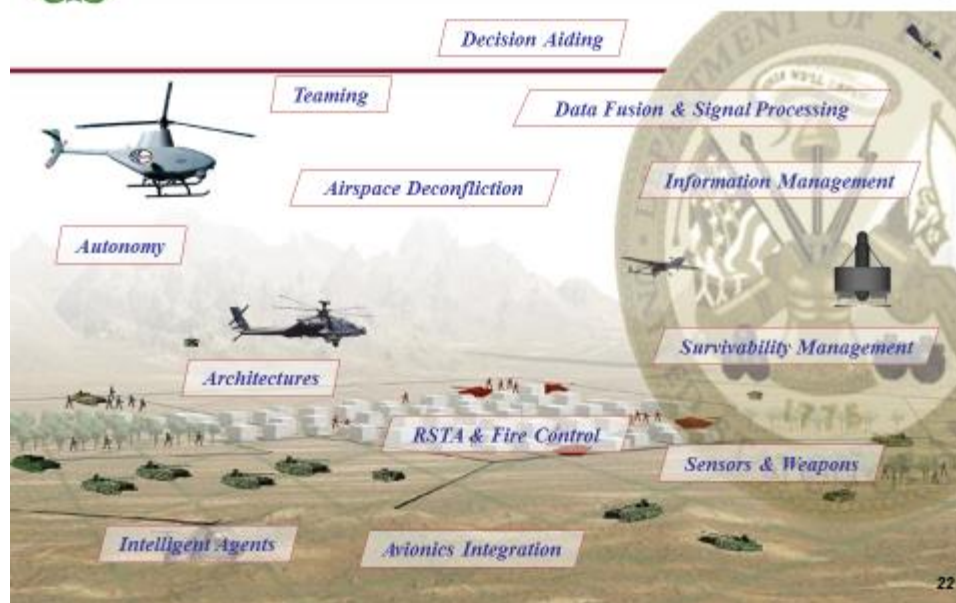 Decision Aiding
Teaming
Data Fusion & Signal Processing
Airspace Deconfliction
Information Management
Autonomy
Survivability Management
Architectures
RSTA & Fire Control
1775
Sensors & Weapons
Intelligent Agents
Avionics Integration
22